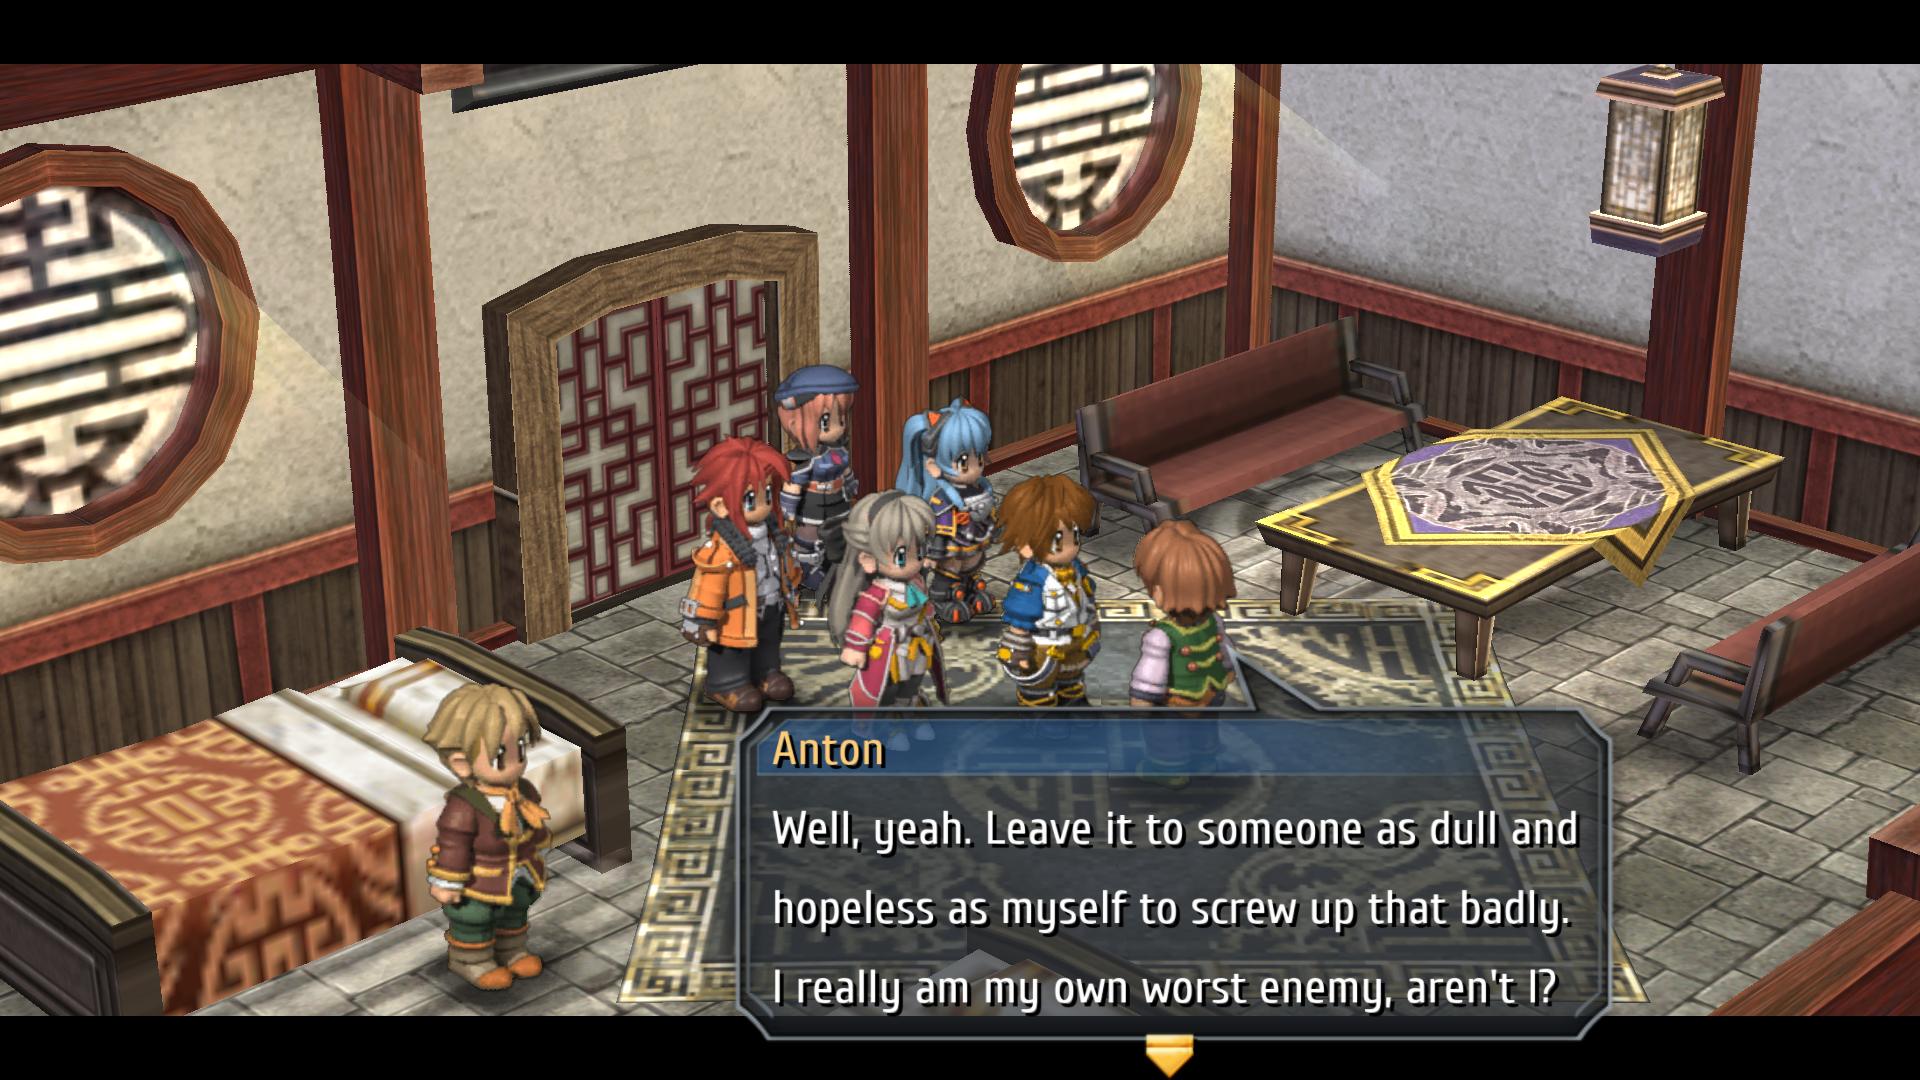 Anton
Well, yeah. Leave it to someone as dull and
hopeless as myself to screw up that badly.
I really am my own worst enemy, aren't I?